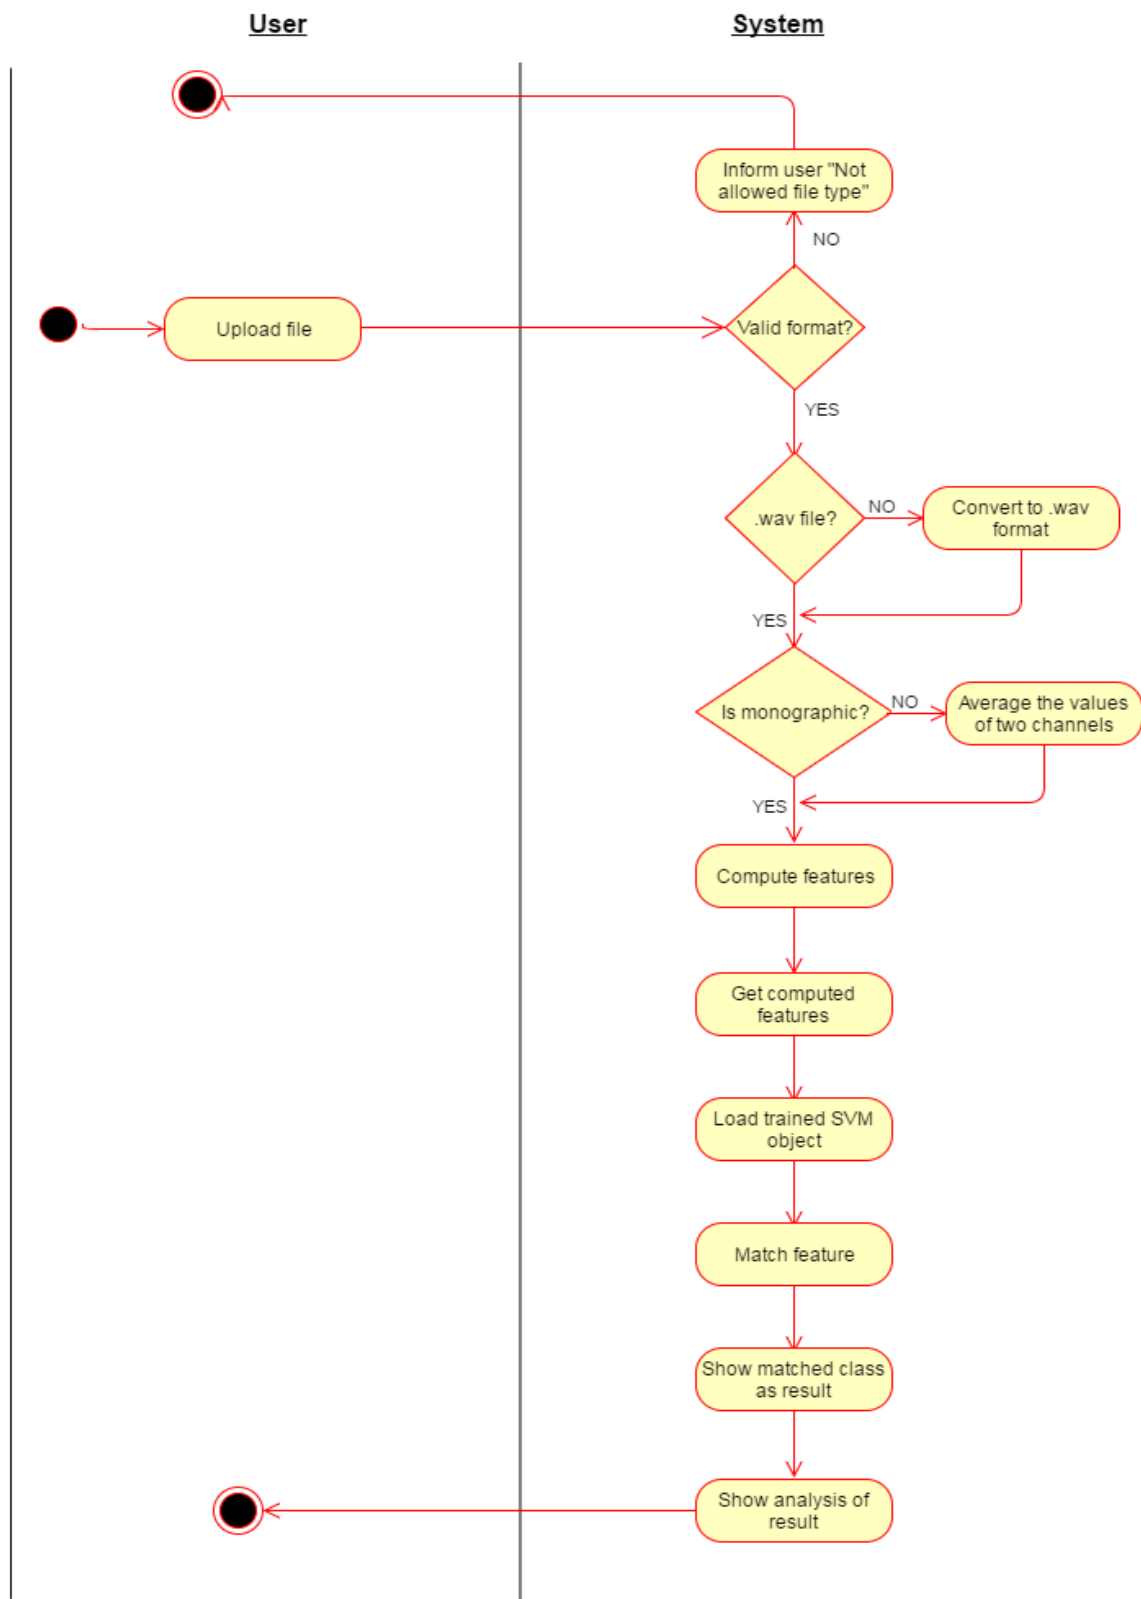 User
System
Inform user "Not
allowed file type"
NO
Upload file
Valid format?
YES
.wav file?
NO
Convert to .wav
format
YES
Is monographic?
NO
Average the values
of two channels
YES
Compute features
Get computed
features
Load trained SVM
object
Match feature
Show matched class
as result
Show analysis of
result